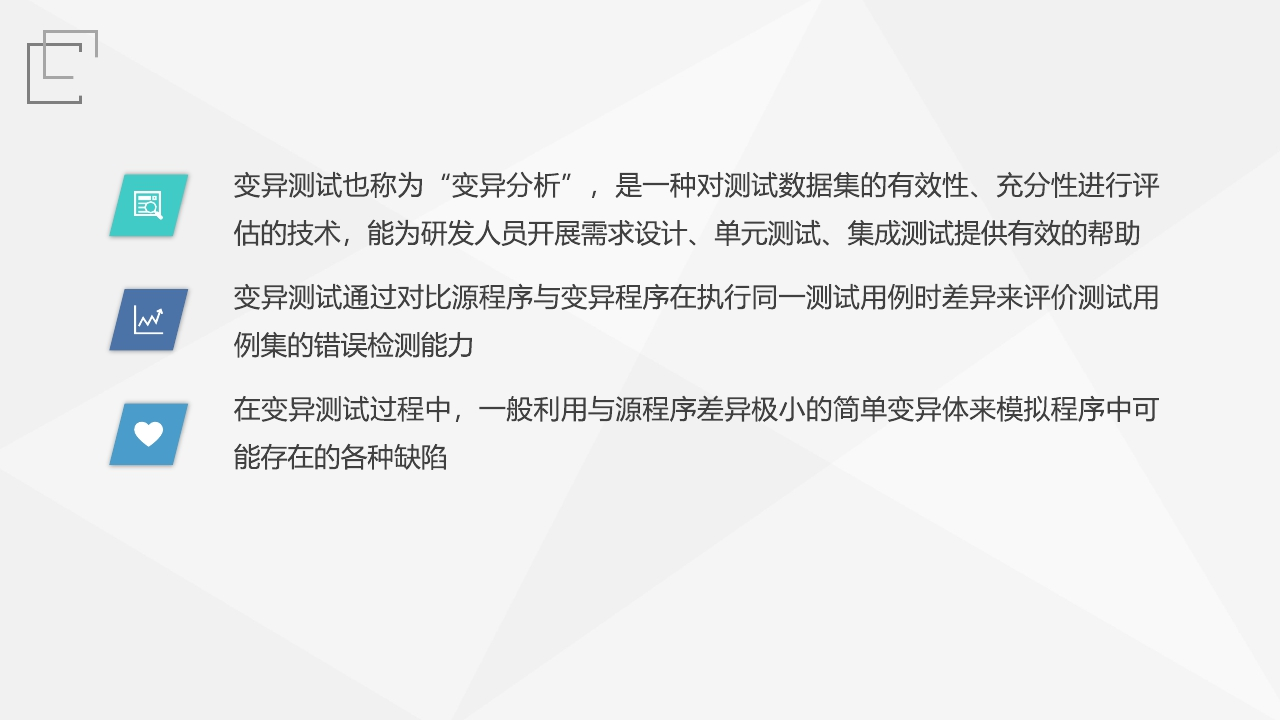 变异测试也称为“变异分析”，是一种对测试数据集的有效性、充分性进行评
估的技术，能为研发人员开展需求设计、单元测试、集成测试提供有效的帮助
变异测试通过对比源程序与变异程序在执行同一测试用例时差异来评价测试用
例集的错误检测能力
在变异测试过程中，一般利用与源程序差异极小的简单变异体来模拟程序中可
能存在的各种缺陷